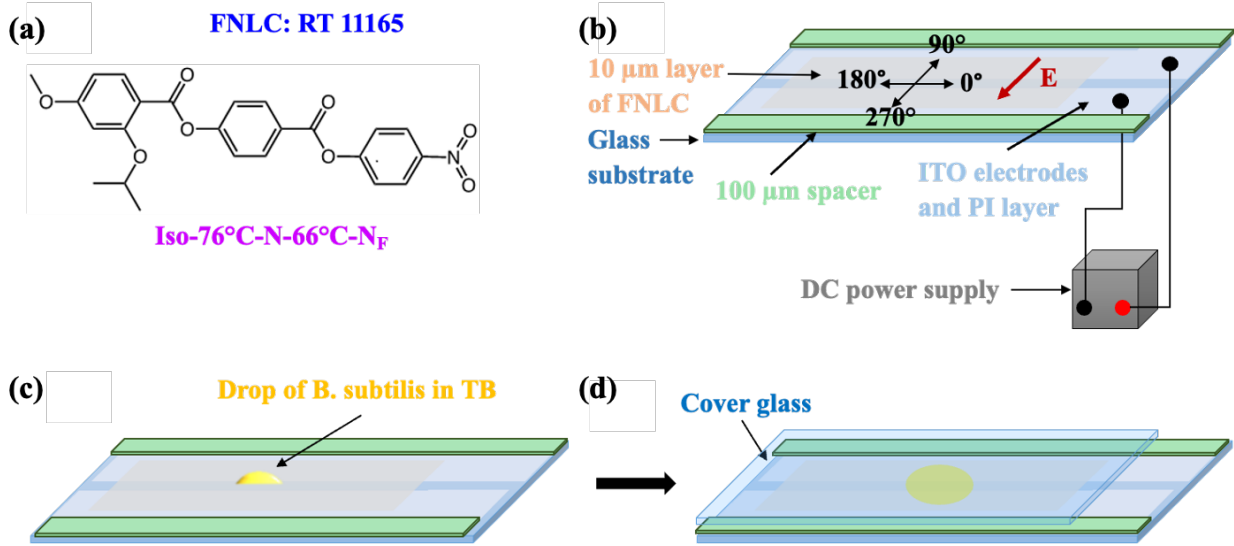 (a)
FNLC: RT 11165
O
O
O
O
O
O
N
O
O
Iso-76°C-N-66°C-N_F
(b)
10 µm layer
of FNLC
90°
180°
0°
270°
E
Glass
substrate
100 µm spacer
ITO electrodes
and PI layer
DC power supply
(c)
Drop of B. subtilis in TB
(d)
Cover glass